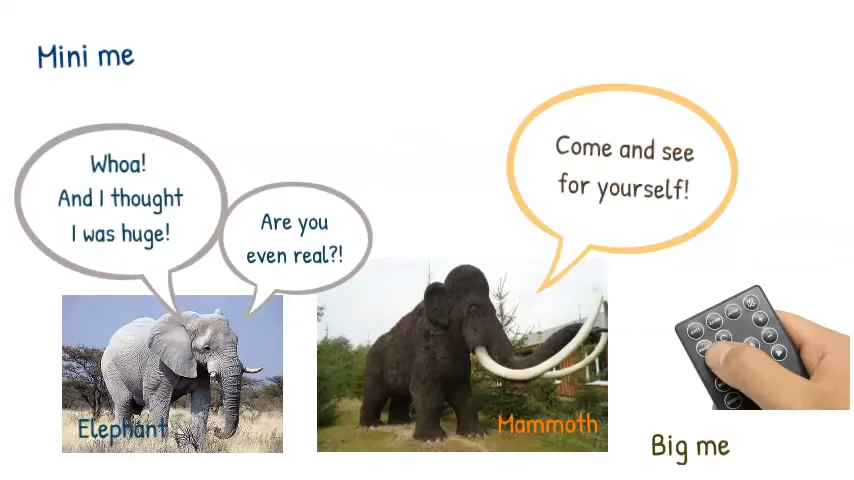 Mini me
Whoa!
And I thought
I was huge!
Are you
even real?!
Come and see
for yourself!
Elephant
Mammoth
Big me